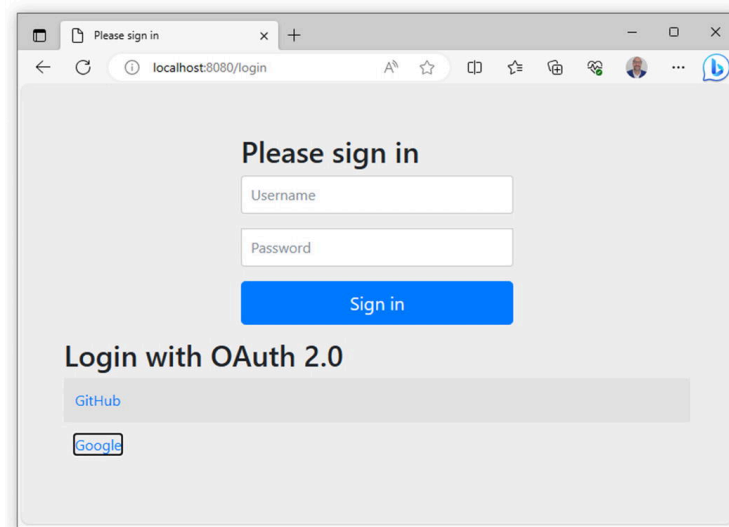 Please sign in
localhost:8080/login
Please sign in
Username
Password
Sign in
Login with OAuth 2.0
GitHub
Google